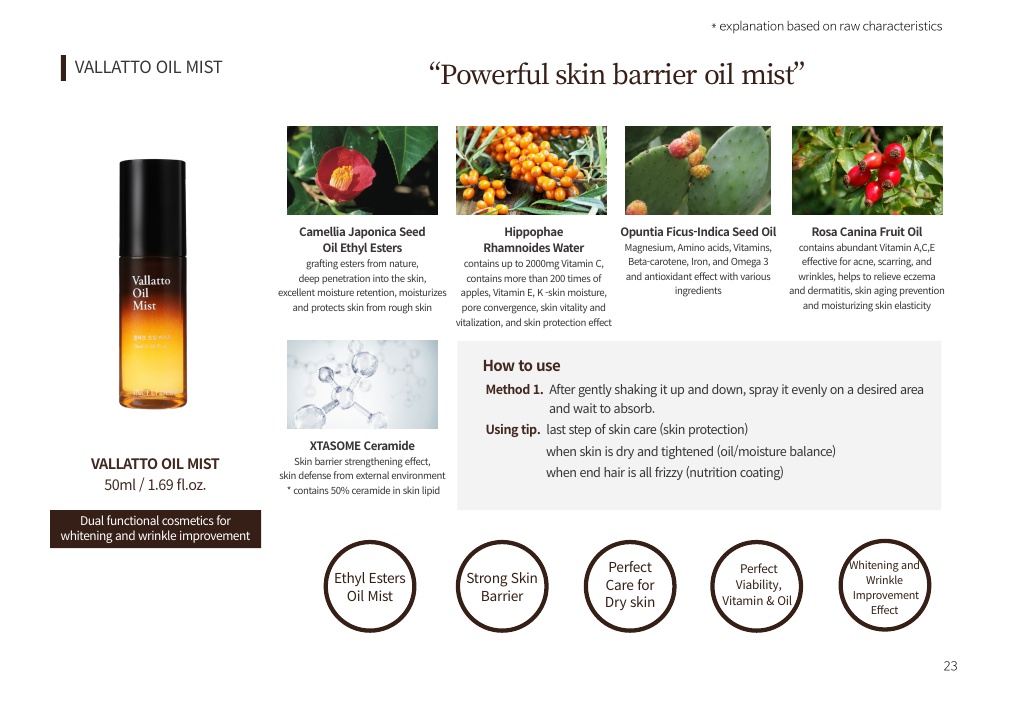 * explanation based on raw characteristics
VALLATTO OIL MIST
“Powerful skin barrier oil mist”
Vallatto
Oil
Mist
VALLATTO OIL MIST
50ml / 1.69 fl.oz.
Dual functional cosmetics for
whitening and wrinkle improvement
Camellia Japonica Seed
Oil Ethyl Esters
grafting esters from nature,
deep penetration into the skin,
excellent moisture retention, moisturizes
and protects skin from rough skin
Hippophae
Rhamnoides Water
contains up to 2000mg Vitamin C,
contains more than 200 times of
apples, Vitamin E, K -skin moisture,
pore convergence, skin vitality and
vitalization, and skin protection effect
Opuntia Ficus-Indica Seed Oil
Magnesium, Amino acids, Vitamins,
Beta-carotene, Iron, and Omega 3
and antioxidant effect with various
ingredients
Rosa Canina Fruit Oil
contains abundant Vitamin A,C,E
effective for acne, scarring, and
wrinkles, helps to relieve eczema
and dermatitis, skin aging prevention
and moisturizing skin elasticity
XTASOME Ceramide
Skin barrier strengthening effect,
skin defense from external environment
* contains 50% ceramide in skin lipid
How to use
Method 1. After gently shaking it up and down, spray it evenly on a desired area
and wait to absorb.
Using tip. last step of skin care (skin protection)
when skin is dry and tightened (oil/moisture balance)
when end hair is all frizzy (nutrition coating)
Ethyl Esters
Oil Mist
Strong Skin
Barrier
Perfect
Care for
Dry skin
Perfect
Viability,
Vitamin & Oil
Whitening and
Wrinkle
Improvement
Effect
23